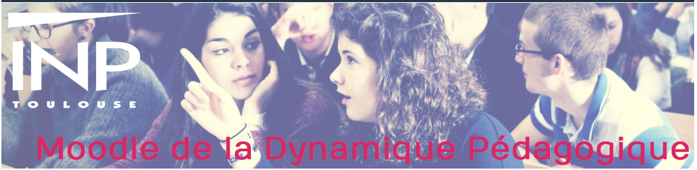 INP
TOULOUSE
Moodle de la Dynamique Pédagogique